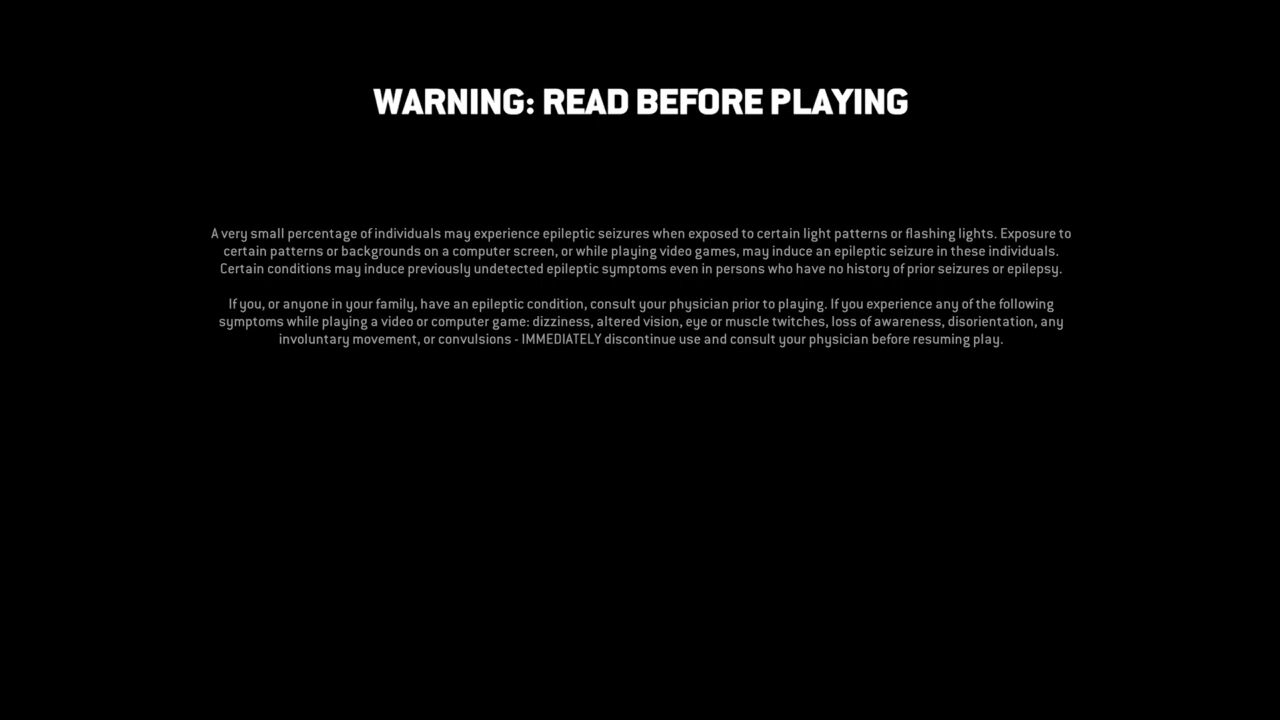 WARNING: READ BEFORE PLAYING
A very small percentage of individuals may experience epileptic seizures when exposed to certain light patterns or flashing lights. Exposure to
certain patterns or backgrounds on a computer screen, or while playing video games, may induce an epileptic seizure in these individuals.
Certain conditions may induce previously undetected epileptic symptoms even in persons who have no history of prior seizures or epilepsy.
If you, or anyone in your family, have an epileptic condition, consult your physician prior to playing. If you experience any of the following
symptoms while playing a video or computer game: dizziness, altered vision, eye or muscle twitches, loss of awareness, disorientation, any
involuntary movement, or convulsions - IMMEDIATELY discontinue use and consult your physician before resuming play.